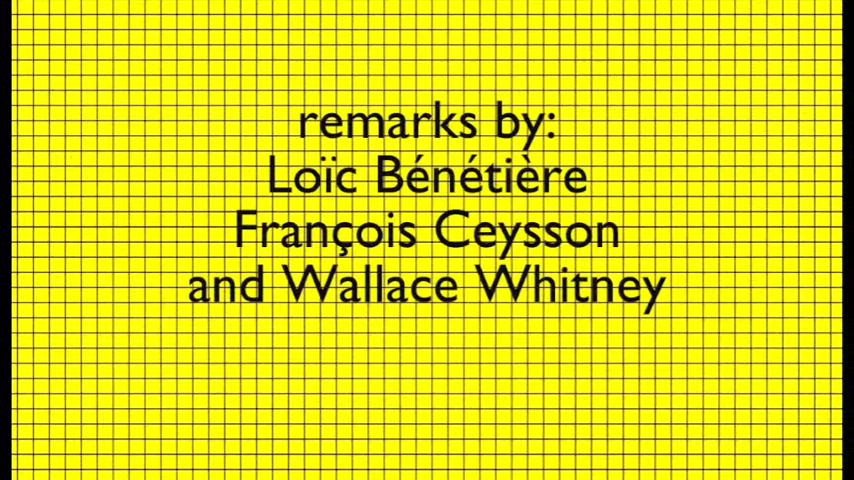 remarks by:
Loïc Bénétière
François Ceysson
and Wallace Whitney